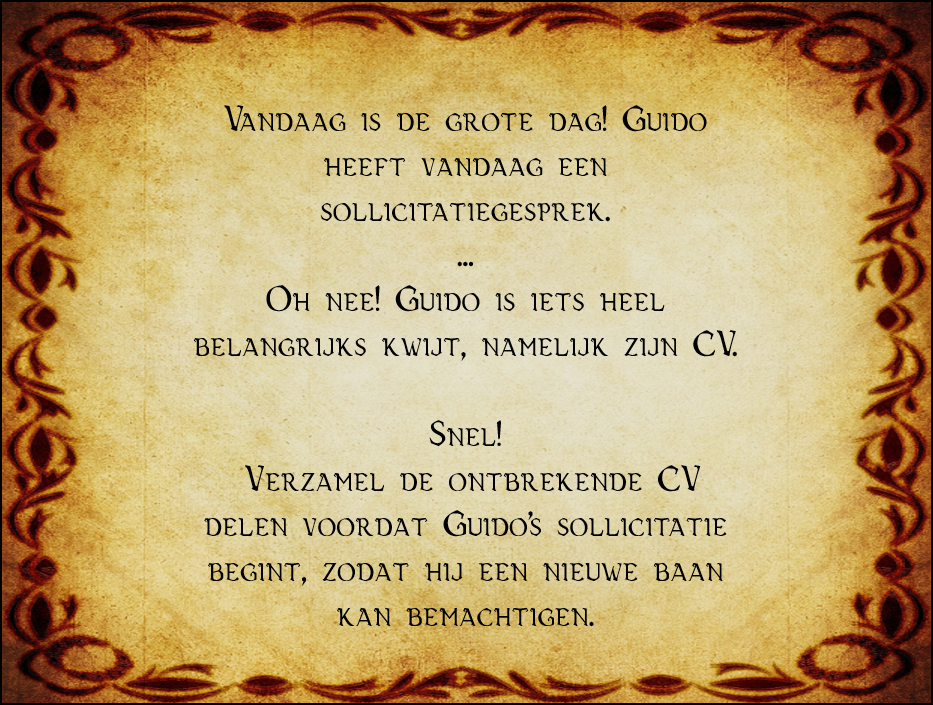 Vandaag is de grote dag! Guido
heeft vandaag een
sollicitatiegesprek.
...
Oh nee! Guido is iets heel
belangrijks kwijt, namelijk zijn CV.
Snel!
Verzamel de ontbrekende CV
delen voordat Guido's sollicitatie
begint, zodat hij een nieuwe baan
kan bemachtigen.